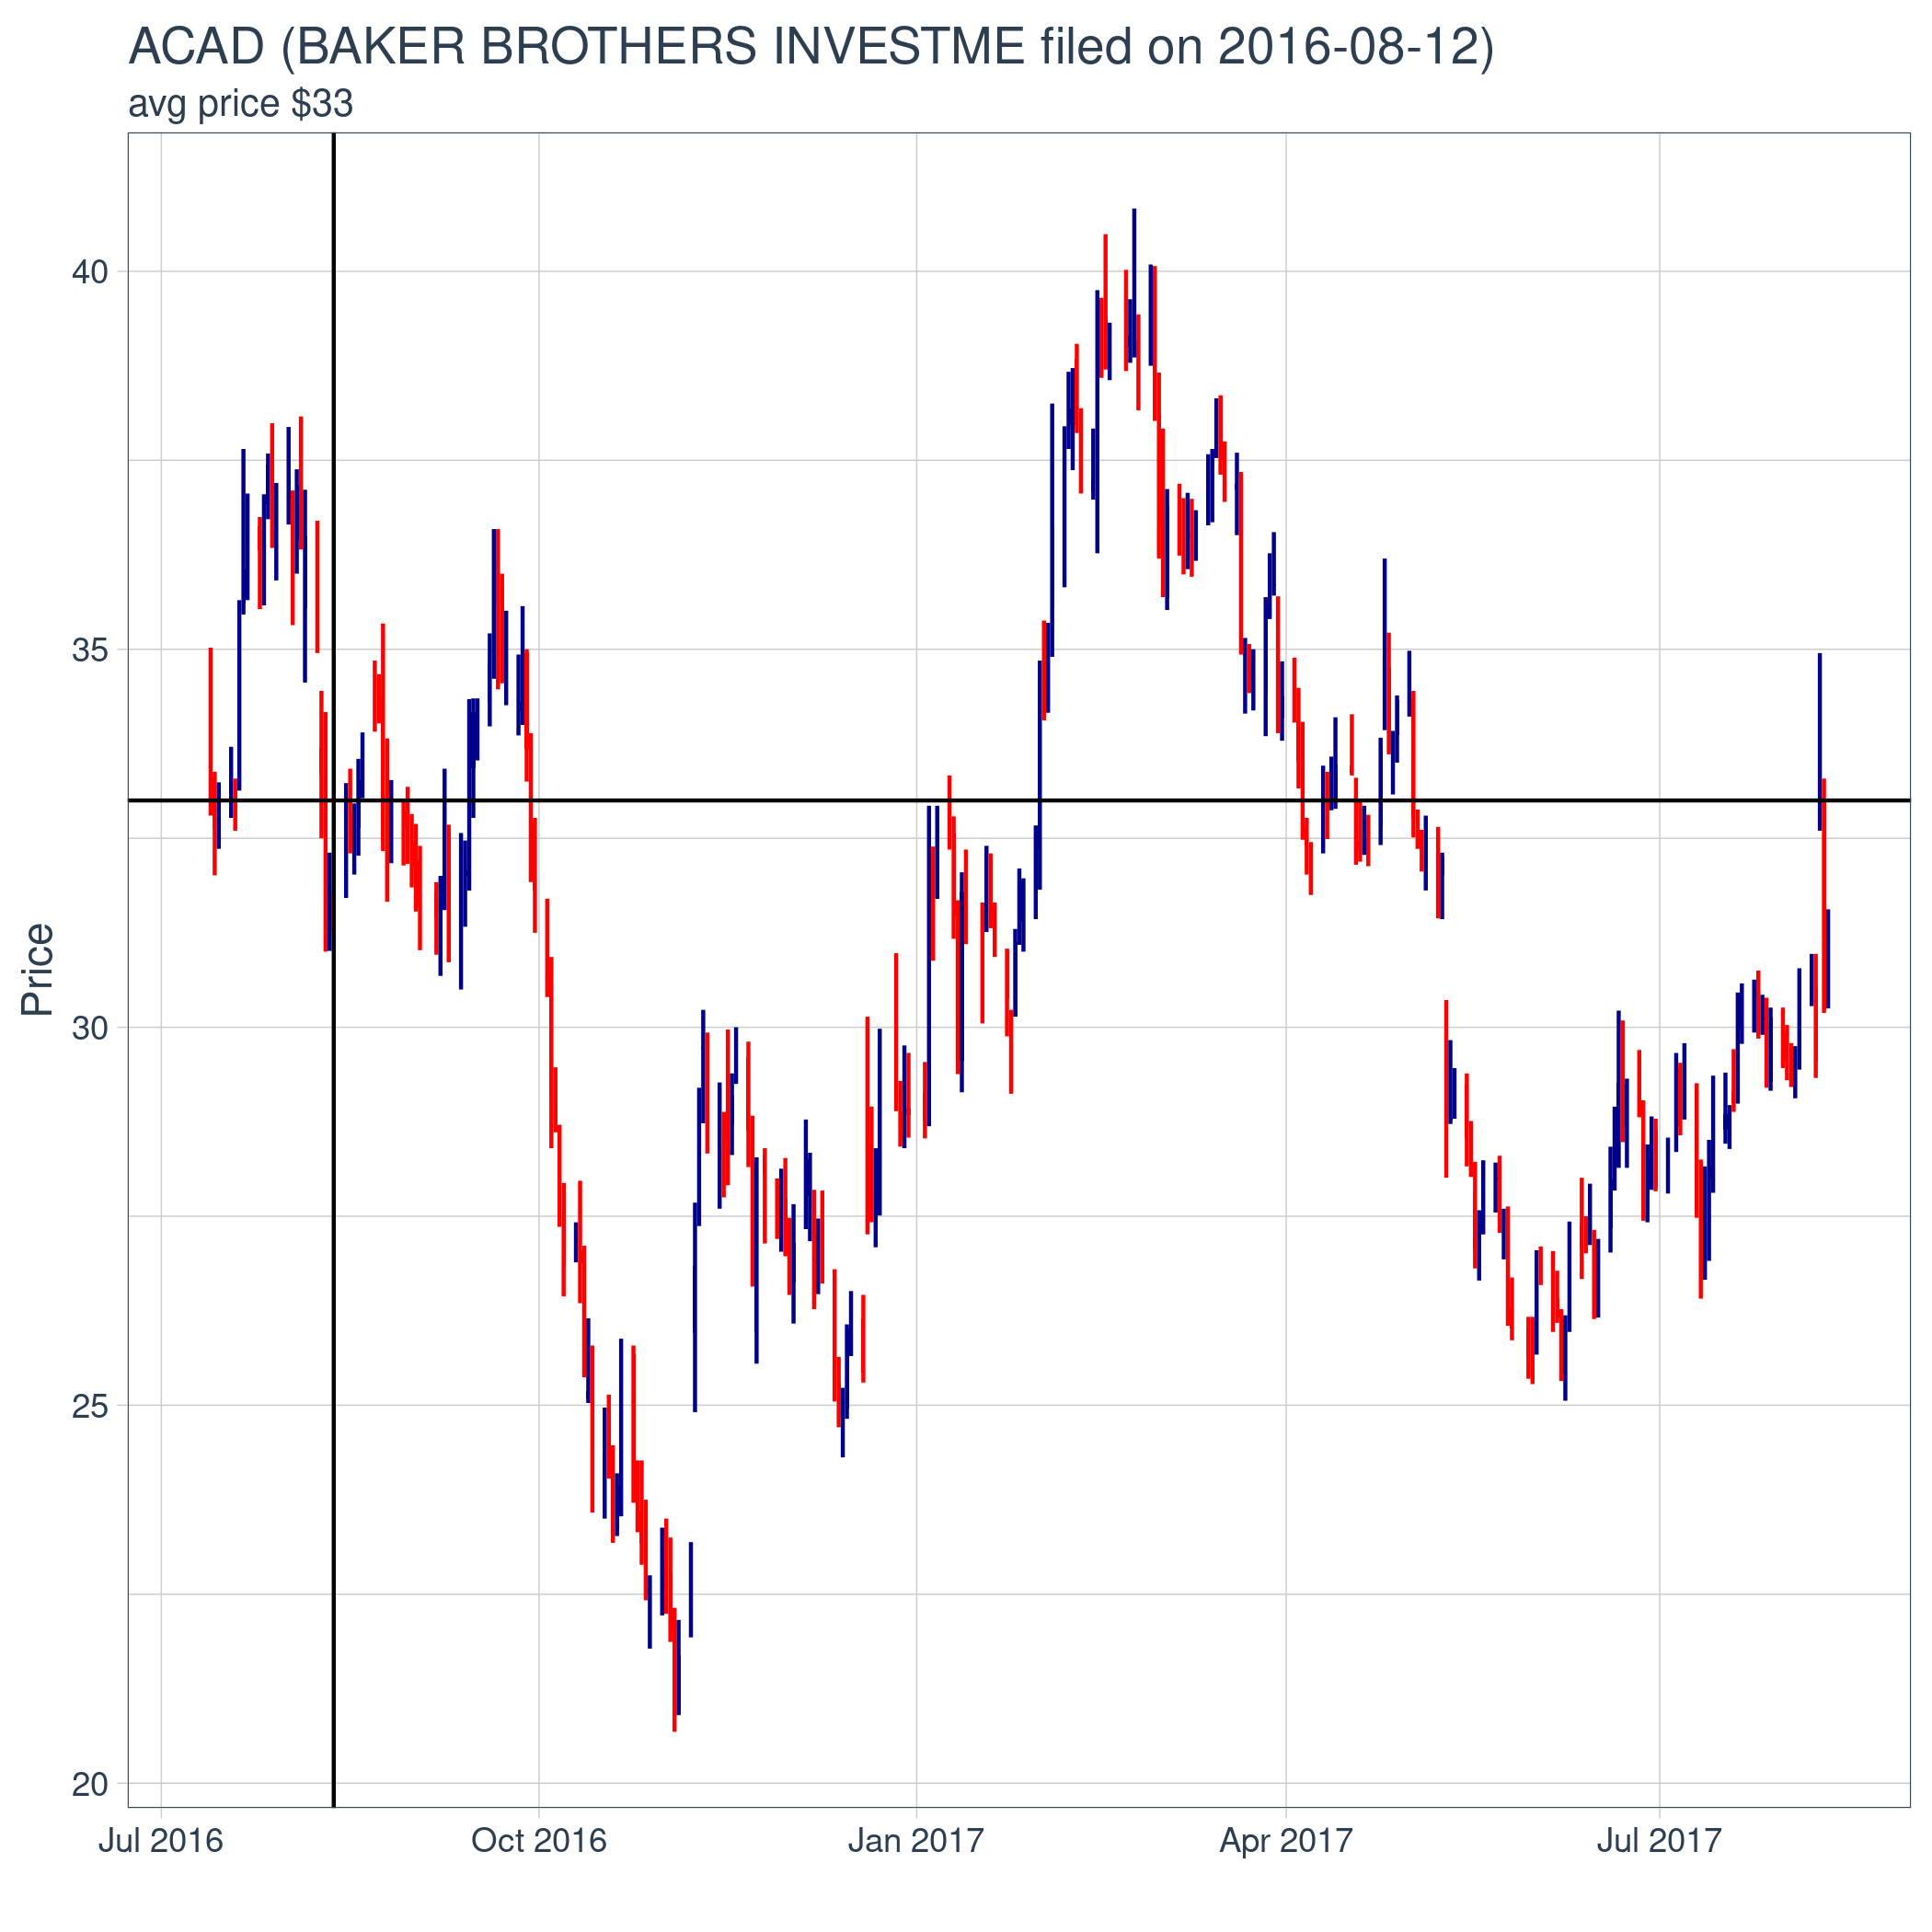 ACAD (BAKER BROTHERS INVESTME filed on 2016-08-12)
avg price $33
Price
40
35
30
25
20
Jul 2016
Oct 2016
Jan 2017
Apr 2017
Jul 2017